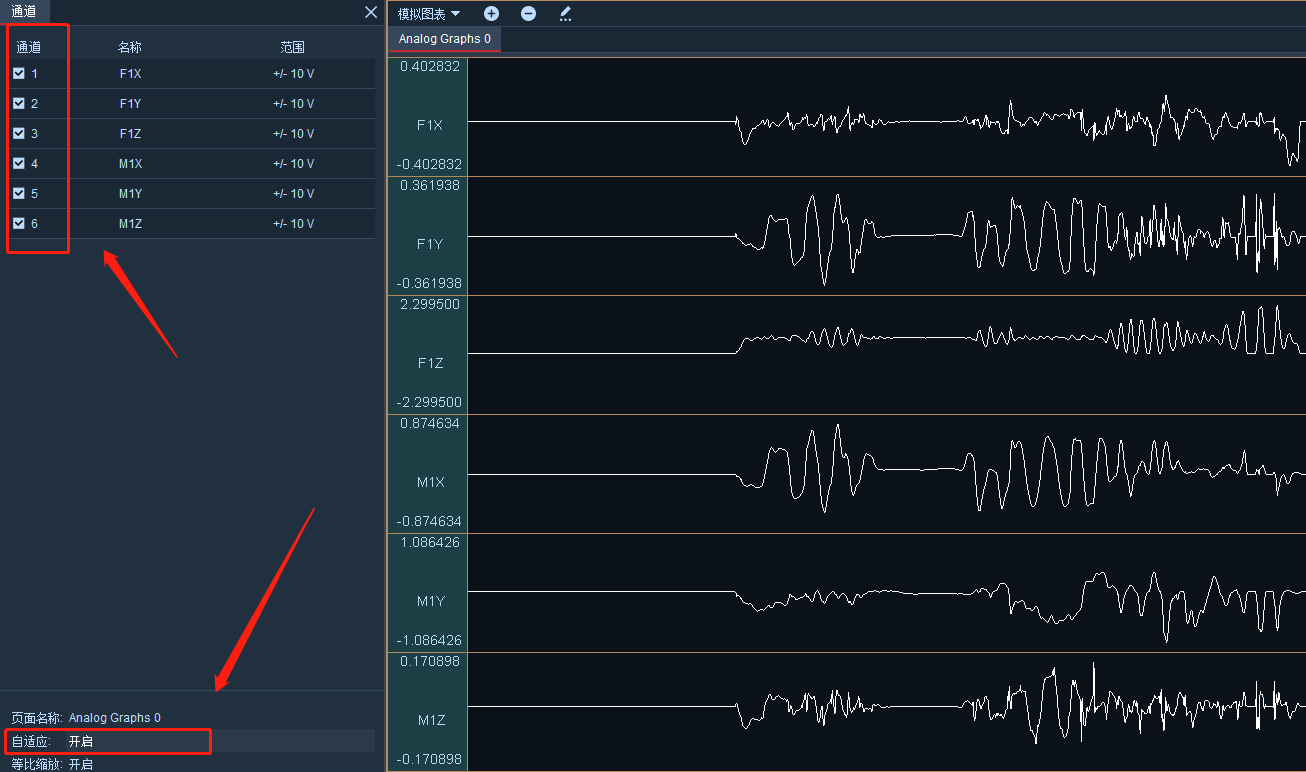 通道
通道 名称 范围
1 F1X +/- 10 V
2 F1Y +/- 10 V
3 F1Z +/- 10 V
4 M1X +/- 10 V
5 M1Y +/- 10 V
6 M1Z +/- 10 V
页面名称: Analog Graphs 0
自适应: 开启
等比缩放: 开启
模拟图表
Analog Graphs 0
0.402832
F1X
-0.402832
0.361938
F1Y
-0.361938
2.299500
F1Z
-2.299500
0.874634
M1X
-0.874634
1.086426
M1Y
-1.086426
0.170898
M1Z
-0.170898